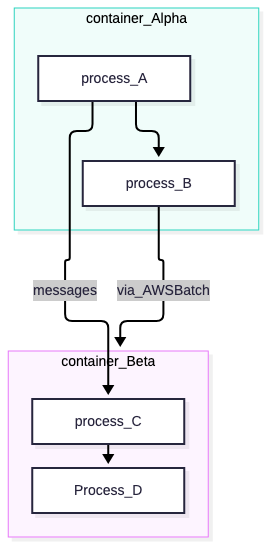 container_Alpha
process_A
process_B
messages
via_AWSBatch
container_Beta
process_C
Process_D